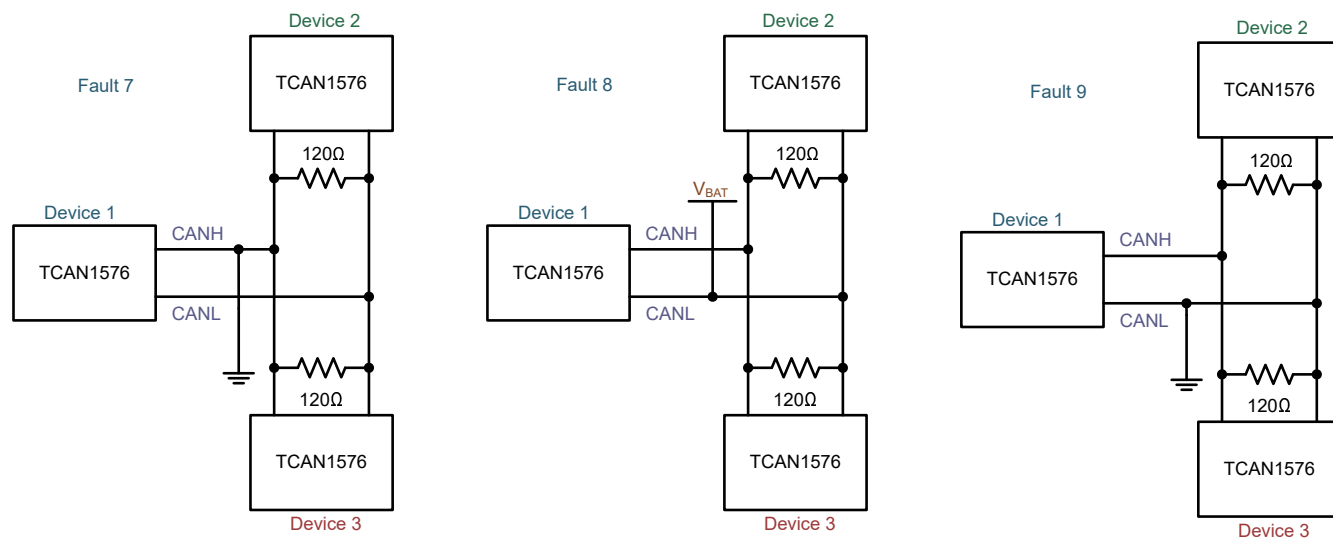 Device 2
TCAN1576
Fault 7
120Ω
Device 1
CANH
TCAN1576
CANL
120Ω
TCAN1576
Device 3
Device 2
TCAN1576
Fault 8
120Ω
VBAT
Device 1
CANH
TCAN1576
CANL
120Ω
TCAN1576
Device 3
Device 2
TCAN1576
Fault 9
120Ω
Device 1
CANH
TCAN1576
CANL
120Ω
TCAN1576
Device 3